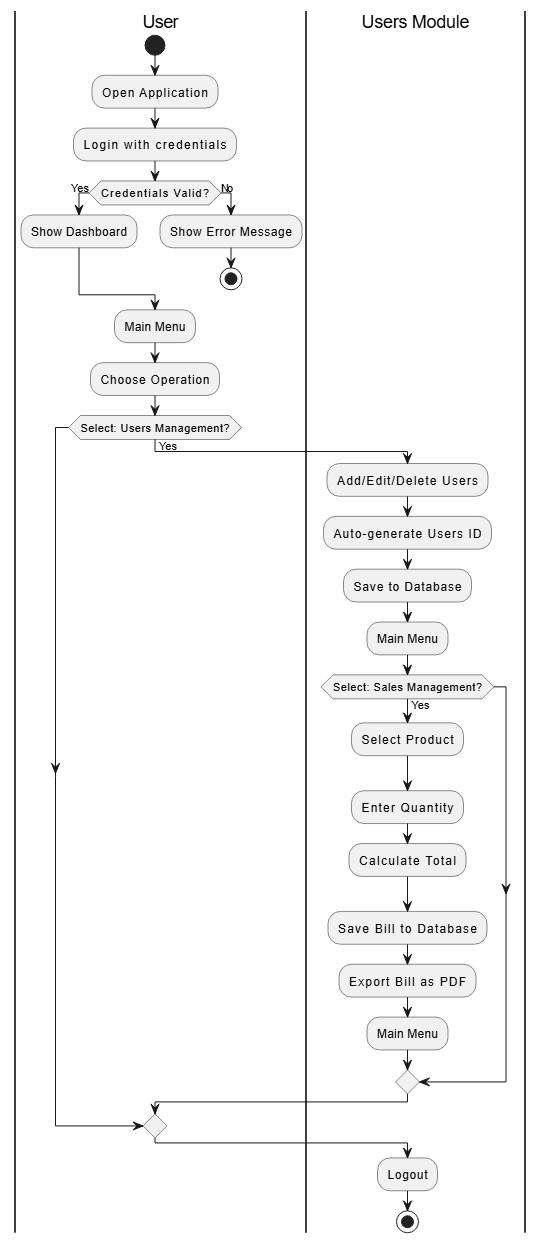 User
Users Module
Open Application
Login with credentials
Yes
Credentials Valid?
No
Show Dashboard
Show Error Message
Main Menu
Choose Operation
Select: Users Management?
Yes
Add/Edit/Delete Users
Auto-generate Users ID
Save to Database
Main Menu
Select: Sales Management?
Yes
Select Product
Enter Quantity
Calculate Total
Save Bill to Database
Export Bill as PDF
Main Menu
Logout